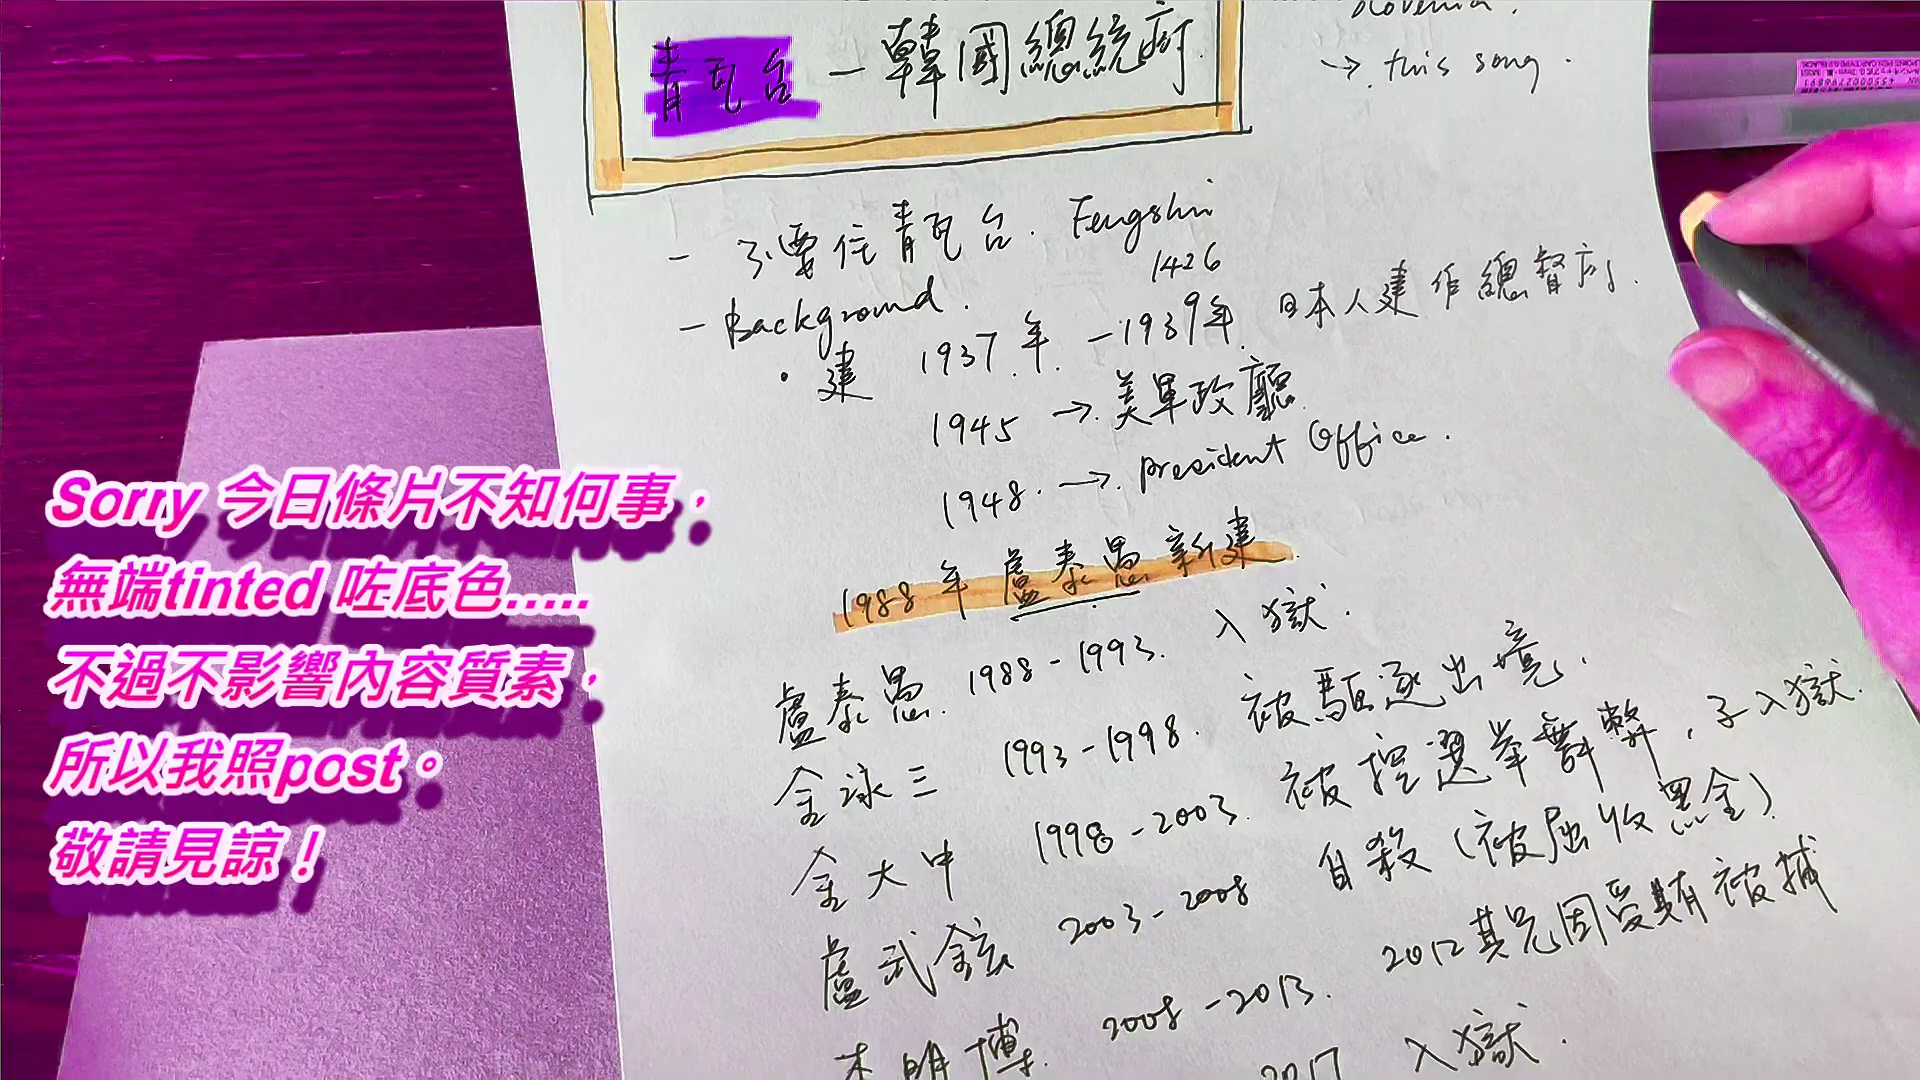 Slovenia.
→ this song.
青瓦台 — 韓國總統府
- 不要住青瓦台. Fengshui
1426
- Background.
• 建 1937年. - 1939年. 日本人建作總督府.
1945 → 美軍政廳
1948. → President Office.
1988年 盧泰愚 新建.
盧泰愚. 1988 - 1993. 入獄.
金泳三 1993 - 1998. 被驅逐出境.
金大中 1998 - 2003. 被控選舉舞弊, 子入獄.
盧武鉉 2003 - 2008 自殺 (被屈收黑金)
李明博. 2008 - 2013. 2012其兄因受賄被捕
2017 入獄.
Sorry 今日條片不知何事，
無端tinted 咗底色.....
不過不影響內容質素，
所以我照post。
敬請見諒！